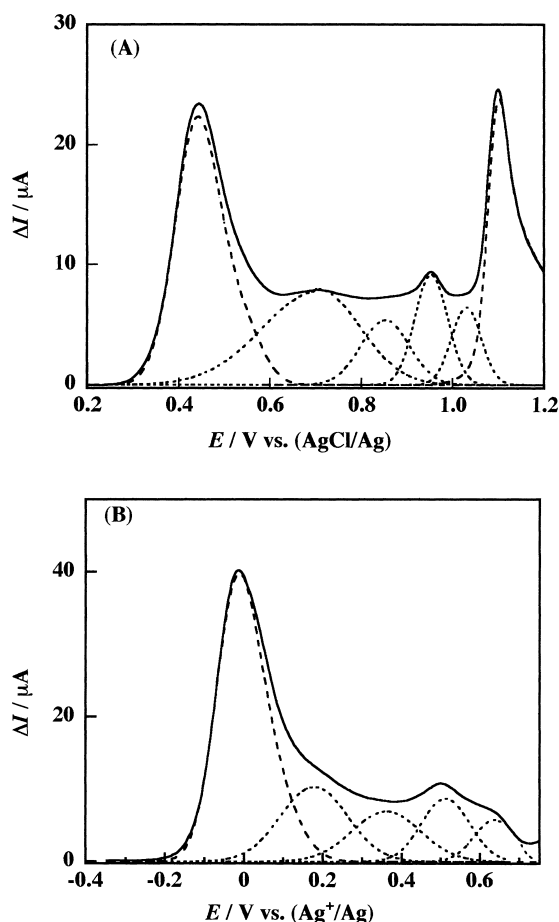 (A)
30
20
10
0
ΔI / μA
0.2 0.4 0.6 0.8 1.0 1.2
E / V vs. (AgCl/Ag)
(B)
40
20
0
ΔI / μA
-0.4 -0.2 0 0.2 0.4 0.6
E / V vs. (Ag⁺/Ag)